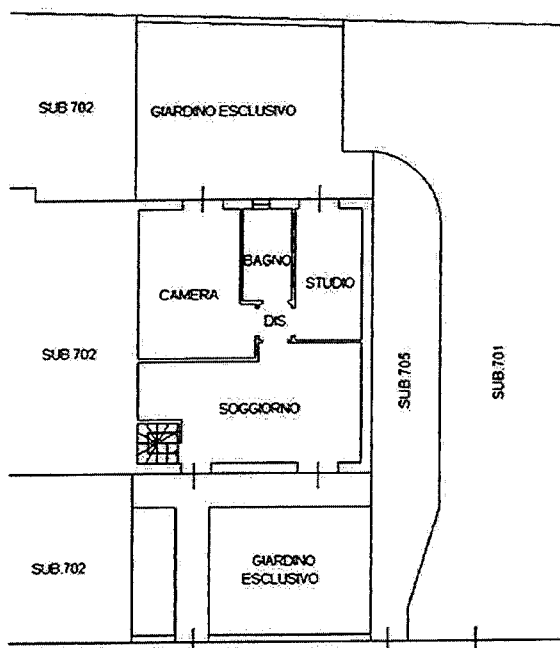 SUB 702
GIARDINO ESCLUSIVO
BAGNO
CAMERA
STUDIO
DIS.
SUB 702
SOGGIORNO
SUB.705
SUB.701
SUB.702
GIARDINO
ESCLUSIVO